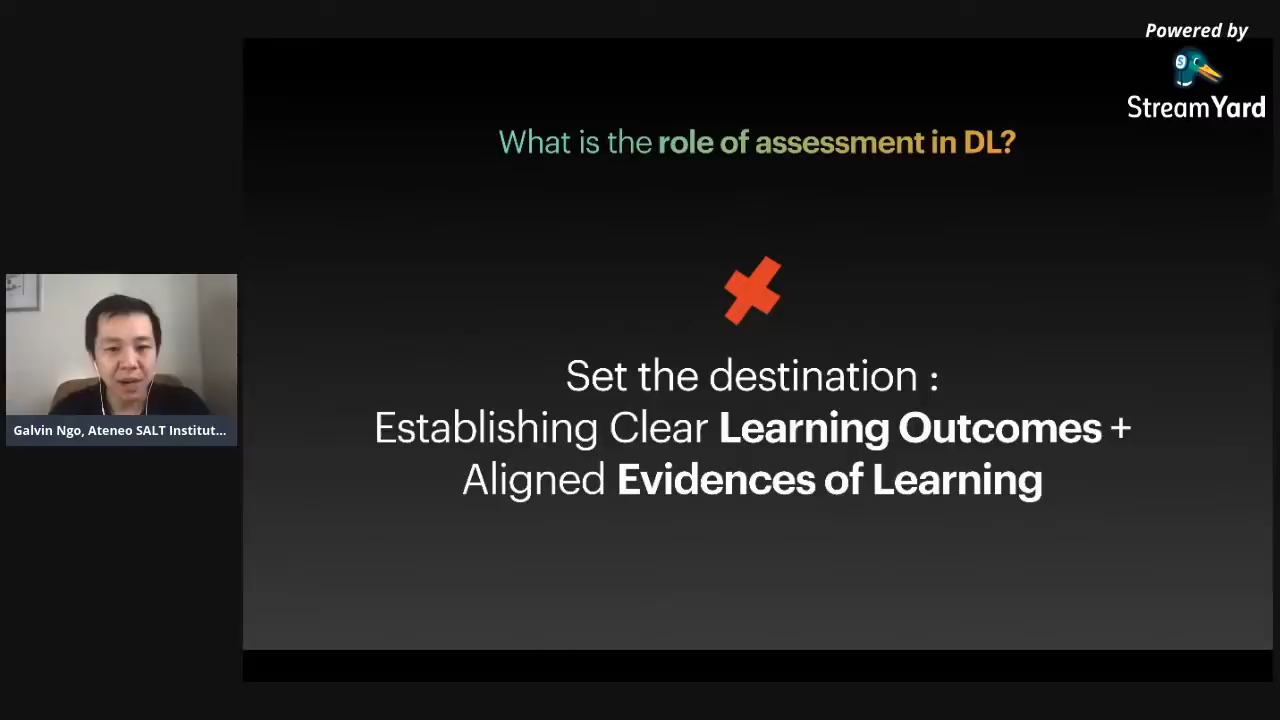 Powered by
StreamYard
What is the role of assessment in DL?
Set the destination :
Establishing Clear Learning Outcomes +
Aligned Evidences of Learning
Galvin Ngo, Ateneo SALT Institut...